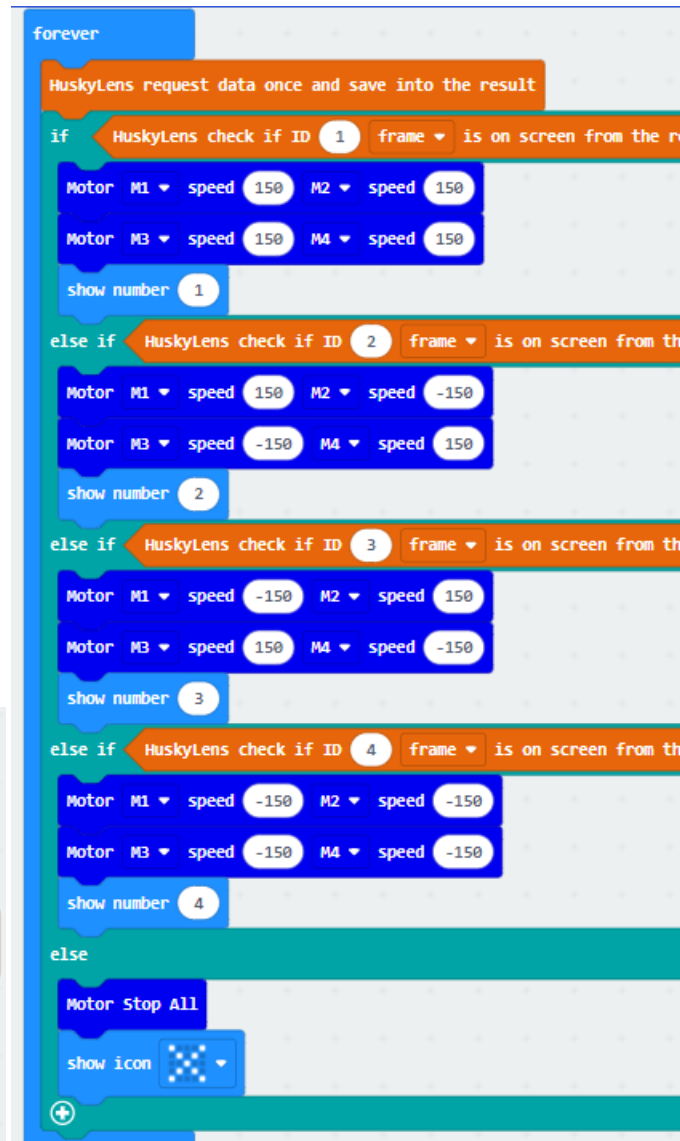 forever
HuskyLens request data once and save into the result
if HuskyLens check if ID 1 frame is on screen from the
Motor M1 speed 150 M2 speed 150
Motor M3 speed 150 M4 speed 150
show number 1
else if HuskyLens check if ID 2 frame is on screen from
Motor M1 speed 150 M2 speed -150
Motor M3 speed -150 M4 speed 150
show number 2
else if HuskyLens check if ID 3 frame is on screen from
Motor M1 speed -150 M2 speed 150
Motor M3 speed 150 M4 speed -150
show number 3
else if HuskyLens check if ID 4 frame is on screen from
Motor M1 speed -150 M2 speed -150
Motor M3 speed -150 M4 speed -150
show number 4
else
Motor Stop All
show icon